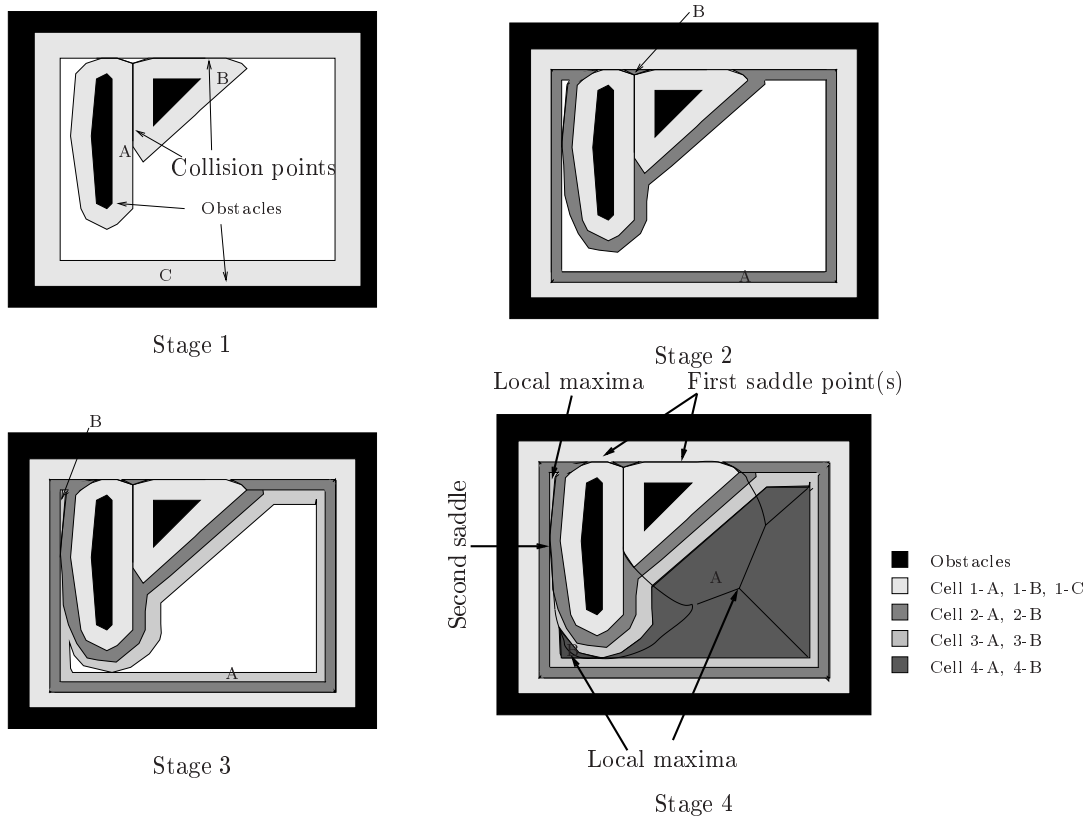 B
A
Collision points
Obstacles
C
Stage 1
B
A
Stage 2
B
A
Stage 3
Local maxima
First saddle point(s)
Second saddle
A
B
Local maxima
Stage 4
Obstacles
Cell 1-A, 1-B, 1-C
Cell 2-A, 2-B
Cell 3-A, 3-B
Cell 4-A, 4-B